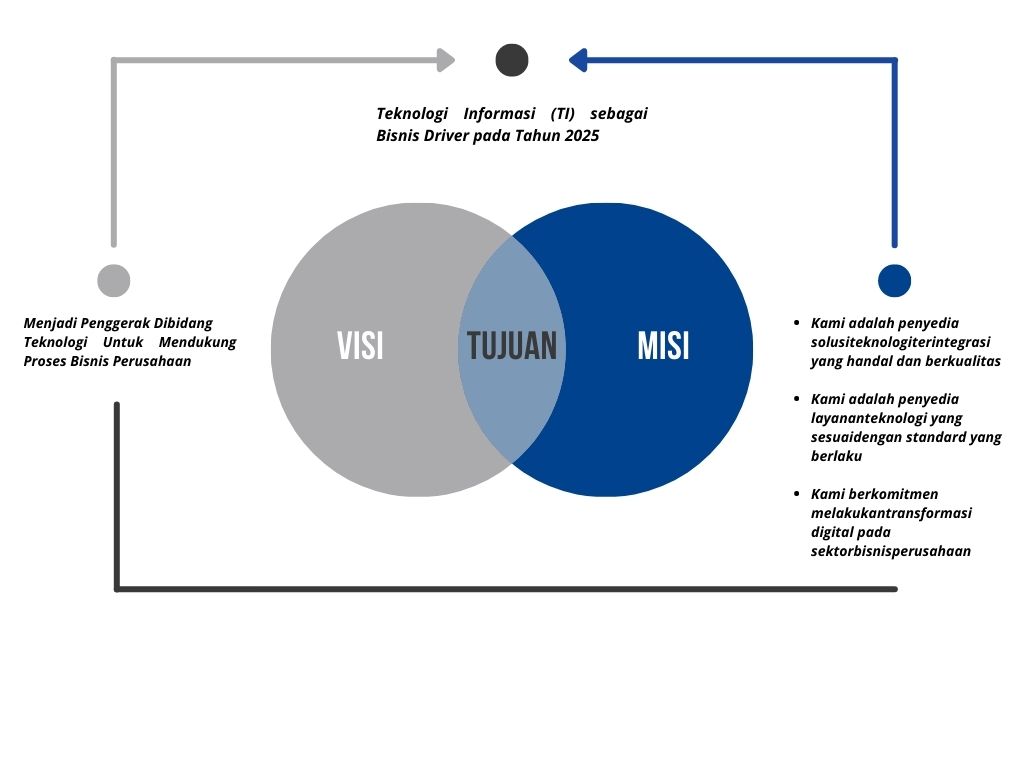 Teknologi Informasi (TI) sebagai
Bisnis Driver pada Tahun 2025
Menjadi Penggerak Dibidang
Teknologi Untuk Mendukung
Proses Bisnis Perusahaan
VISI
TUJUAN
MISI
• Kami adalah penyedia
solusiteknologiterintegrasi
yang handal dan berkualitas
• Kami adalah penyedia
layananteknologi yang
sesuaidengan standard yang
berlaku
• Kami berkomitmen
melakukantransformasi
digital pada
sektorbisnisperusahaan